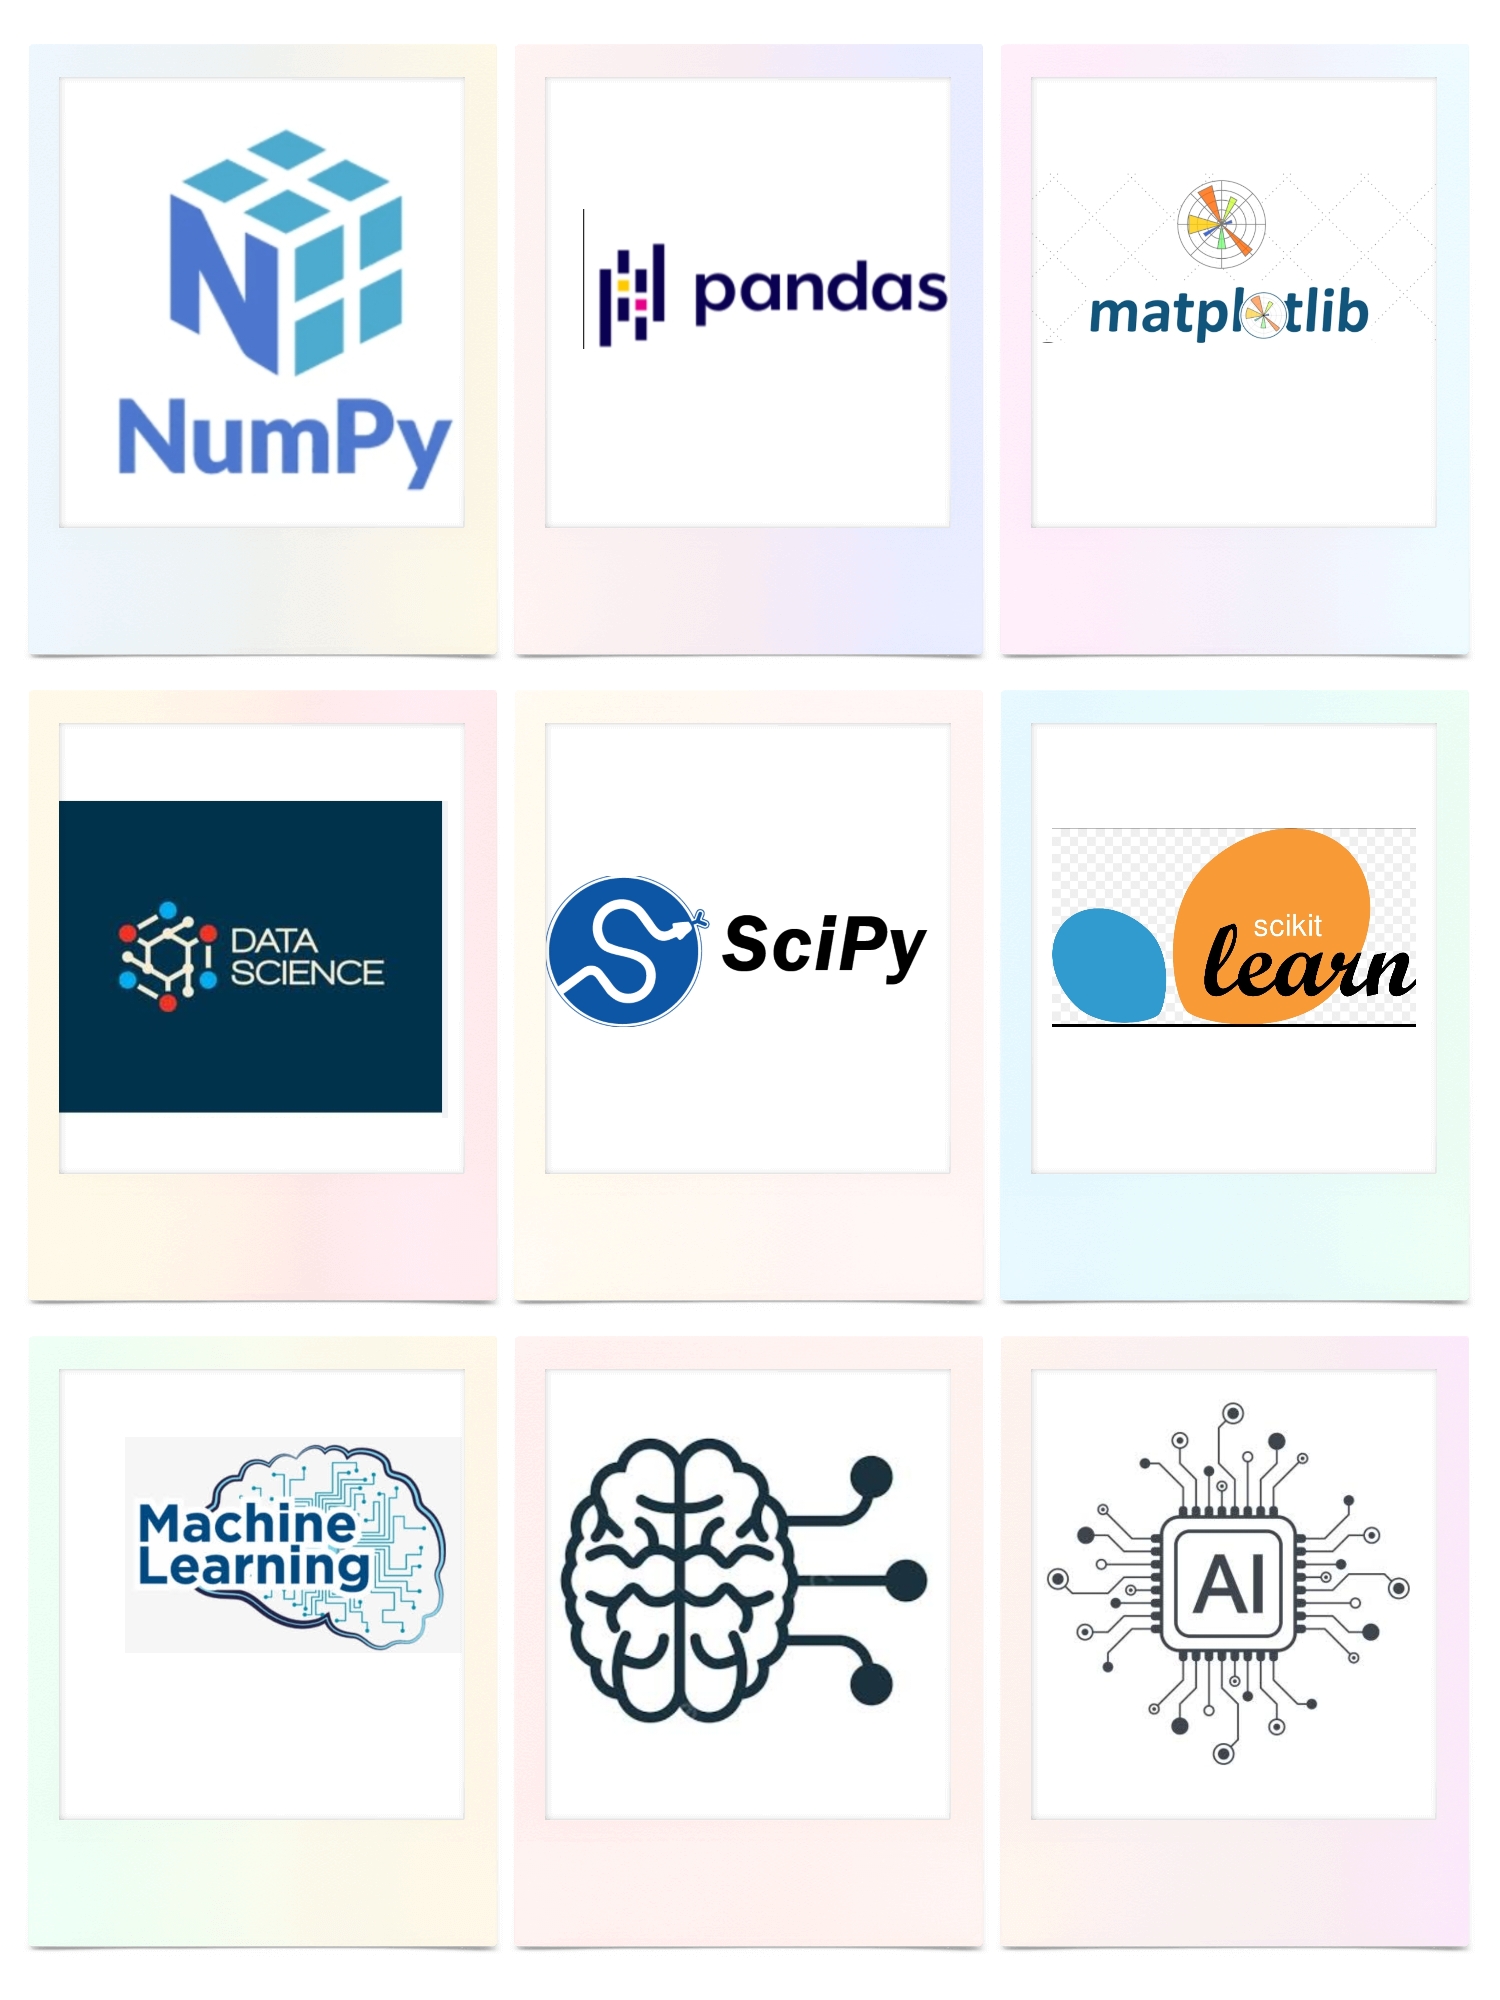 NumPy
pandas
matplotlib
DATA
SCIENCE
SciPy
scikit
learn
Machine
Learning
AI